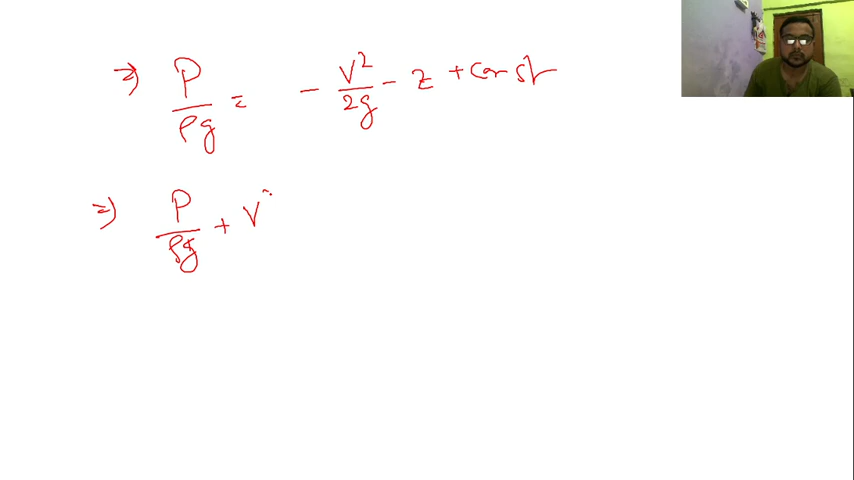 ⇒ P/ρg = - V²/2g - z + const
⇒ P/ρg + V